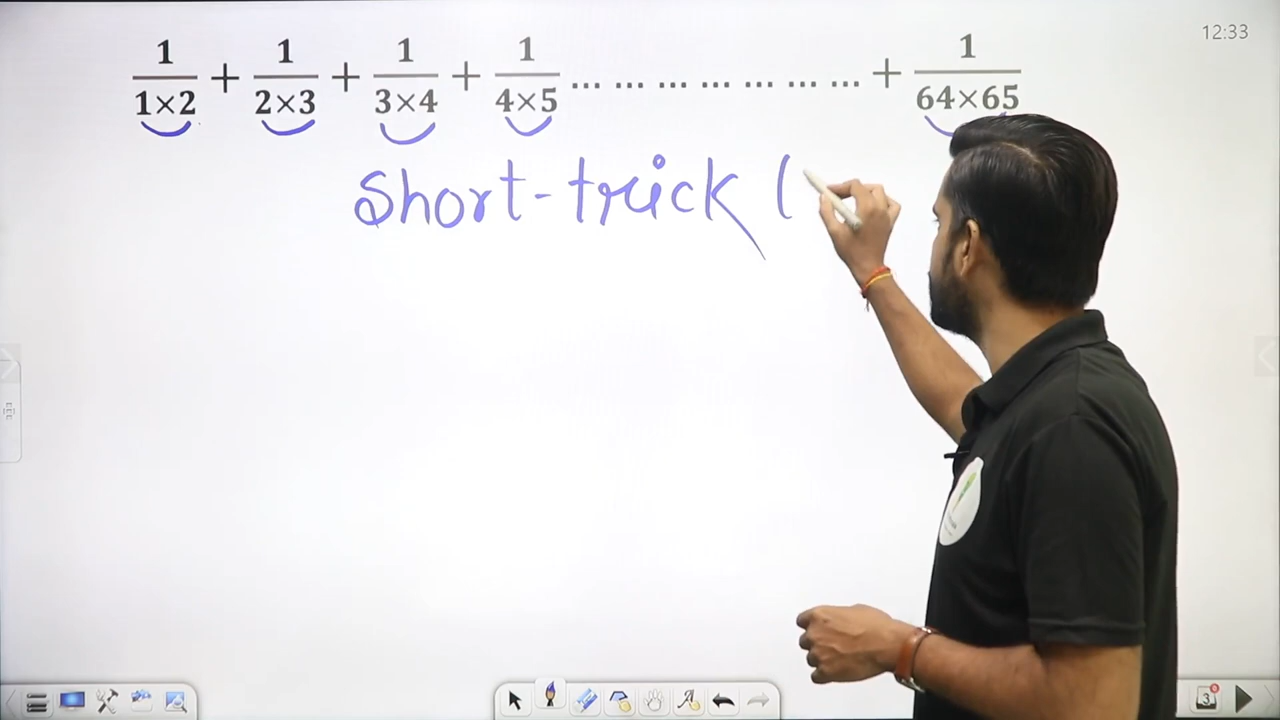 12:33
1/1×2 + 1/2×3 + 1/3×4 + 1/4×5 ... ... ... ... ... ... ... + 1/64×65
Short-trick (
3